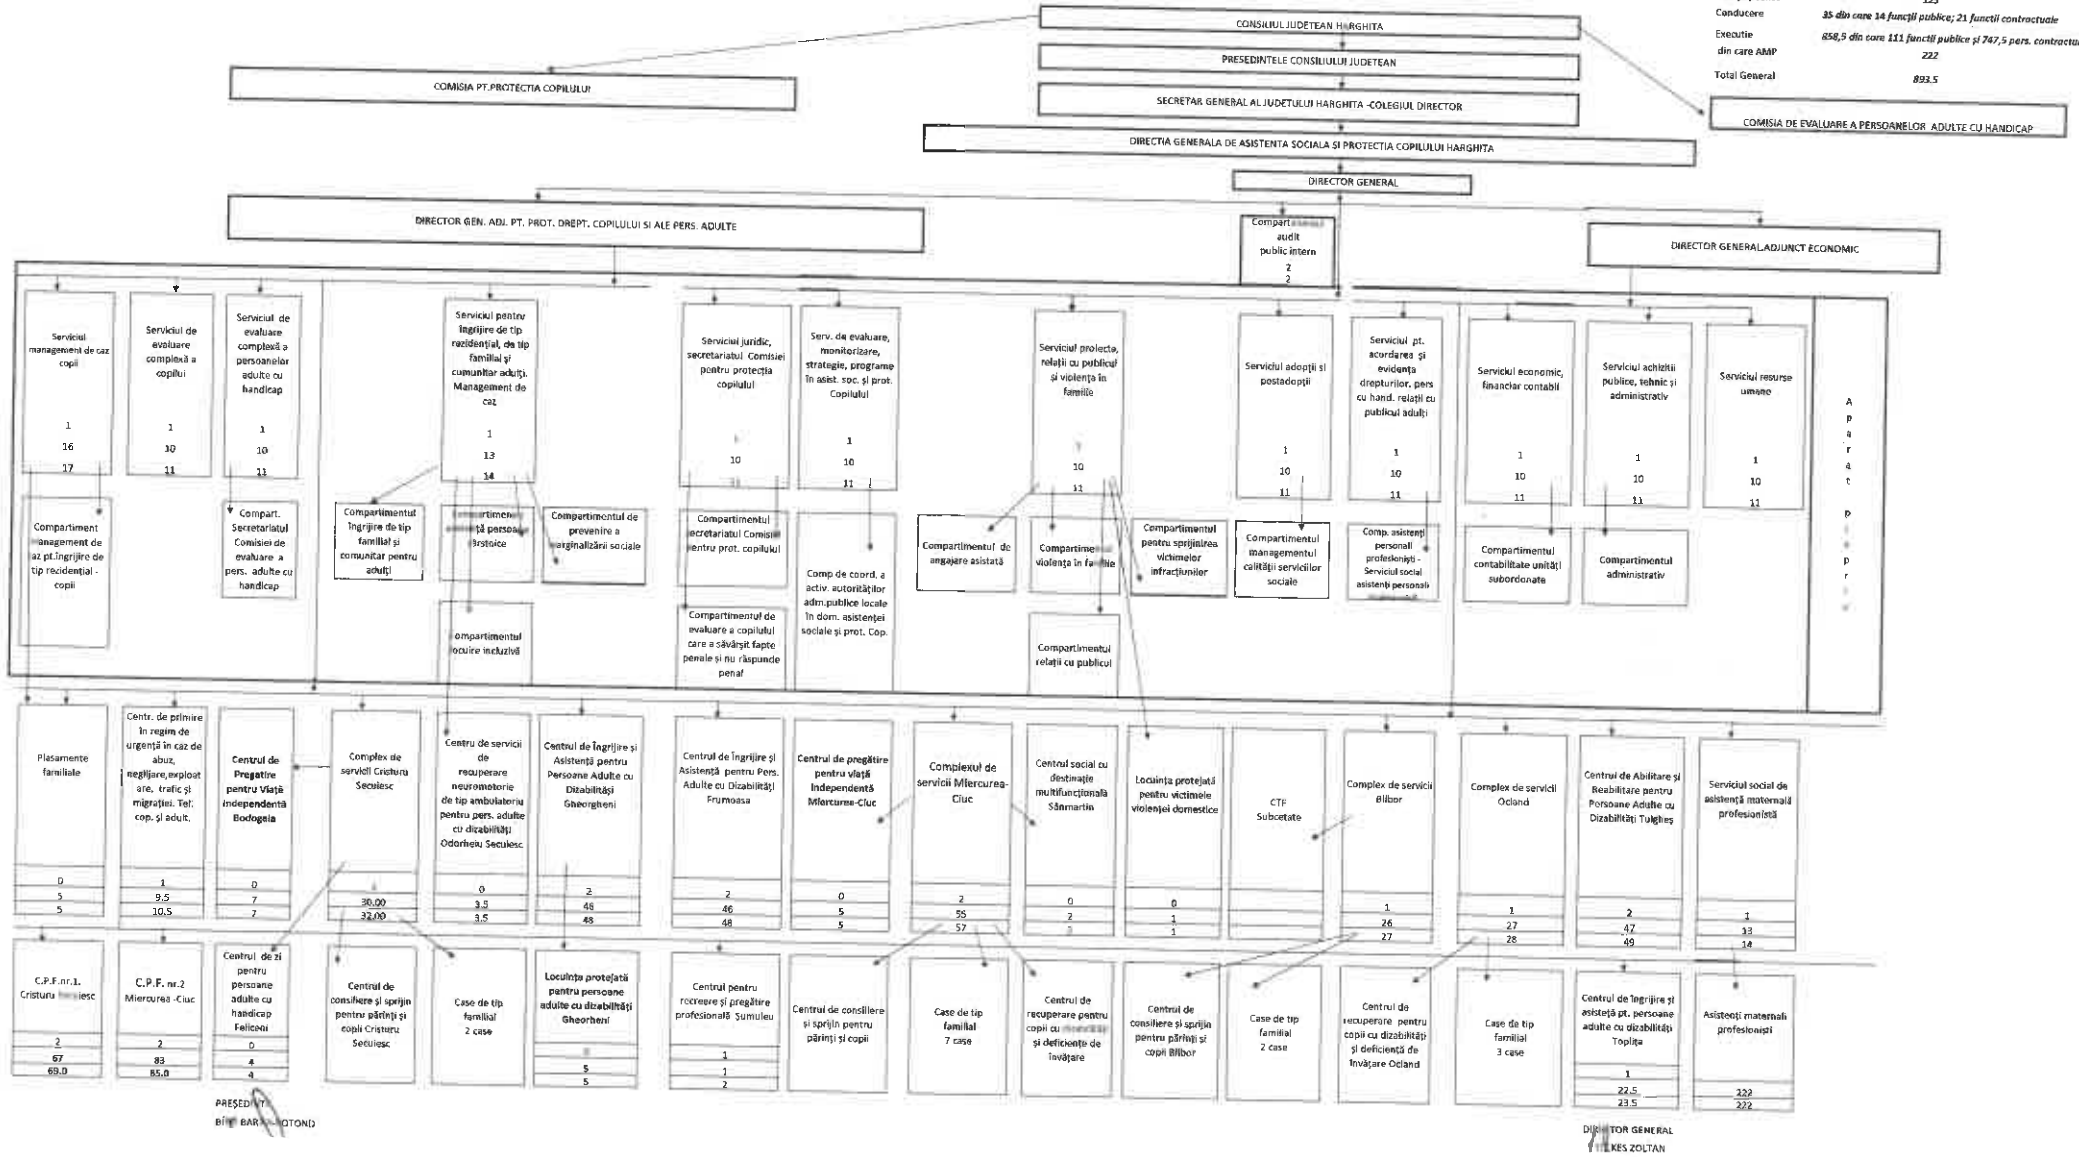 125
Conducere 35 din care 14 funcții publice; 21 functii contractuale
Executie 858,5 din care 111 functii publice și 747,5 pers. contractu
din care AMP 222
Total General 893.5
CONSILIUL JUDETEAN HARGHITA
PRESEDINTELE CONSILIULUI JUDETEAN
COMISIA PT.PROTECTIA COPILULUI
SECRETAR GENERAL AL JUDETULUI HARGHITA -COLEGIUL DIRECTOR
COMISIA DE EVALUARE A PERSOANELOR ADULTE CU HANDICAP
DIRECTIA GENERALA DE ASISTENTA SOCIALA SI PROTECTIA COPILULUI HARGHITA
DIRECTOR GENERAL
DIRECTOR GEN. ADJ. PT. PROT. DREPT. COPILULUI SI ALE PERS. ADULTE
audit
public intern
2
2
DIRECTOR GENERAL ADJUNCT ECONOMIC
Serviciul
management de caz
copii
1
16
17
Serviciul de
evaluare
complexă a
copilui
1
10
11
Serviciul de
evaluare
complexă a
persoanelor
adulte cu
handicap
1
10
11
Serviciul pentru
îngrijire de tip
rezidențial, de tip
familial și
cumunitar adulți.
Management de
caz
1
13
14
Serviciul juridic,
secretariatul Comisiei
pentru protecția
copilului
10
Serv. de evaluare,
monitorizare,
strategie, programe
în asist. soc. și prot.
Copilului
1
10
11
Serviciul proiecte,
relații cu publicul
și violența în
familie
10
11
Serviciul adopții si
postadopții
1
10
11
Serviciul pt.
acordarea și
evidența
drepturilor. pers
cu hand. relații cu
publicul adulți
1
10
11
Serviciul economic,
financiar contabil
1
10
11
Serviciul achizitii
publice, tehnic și
administrativ
1
10
11
Serviciul resurse
umane
1
10
11
A
p
a
r
a
t
p
r
o
p
r
Compartiment
de
tip rezidențial -
copii
Compart.
Secretariatul
Comisiei de
evaluare a
pers. adulte cu
handicap
Compartimentul
îngrijire de tip
familial și
comunitar pentru
adulți
persoane
Compartimentul de
prevenire a
sociale
locuire incluzivă
Compartimentul
Comisiei
pentru prot. copilului
Compartimentul de
evaluare a copilului
care a săvârșit fapte
penale și nu răspunde
penal
Comp de coord. a
activ. autorităților
adm.publice locale
în dom. asistenței
sociale și prot. Cop.
Compartimentul de
angajare asistată
violența în
Compartimentul
pentru sprijinirea
victimelor
infracțiunilor
Compartimentul
relații cu publicul
Compartimentul
managementul
calității serviciilor
sociale
Comp. asistenți
personali
profesioniști -
Serviciul social
asistenți personali
Compartimentul
contabilitate unități
subordonate
Compartimentul
administrativ
Plasamente
familiale
0
5
5
Centr. de primire
în regim de
urgență în caz de
abuz,
neglijare,exploat
are, trafic și
migrației. Tel.
cop. și adult.
1
9.5
10.5
Centrul de
Pregatire
pentru Viață
Independentă
Bodogaia
0
7
7
Complex de
servicii Cristuru
Secuiesc
30.00
32.00
Centru de servicii
de
recuperare
neuromotorie
de tip ambulatoriu
pentru pers. adulte
cu dizabilități
Odorheiu Secuiesc
0
3.5
3.5
Centrul de Îngrijire și
Asistență pentru
Persoane Adulte cu
Dizabilităși
Gheorgheni
2
46
48
Centrul de Îngrijire și
Asistență pentru Pers.
Adulte cu Dizabilități
Frumoasa
2
46
48
Centrul de pregătire
pentru viață
Independentă
Miercurea-Ciuc
0
5
5
Complexul de
servicii Miercurea-
Ciuc
2
55
57
Centrul social cu
destinație
multifuncțională
Sânmartin
0
2
Locuința protejată
pentru victimele
violenței domestice
0
1
1
CTF
Subcetate
Complex de servicii
Bilbor
1
26
27
Complex de servicii
Ocland
1
27
28
Centrul de Abilitare și
Reabilitare pentru
Persoane Adulte cu
Dizabilități Tulgheș
2
47
49
Serviciul social de
asistență maternală
profesionistă
1
13
14
C.P.F.nr.1.
Cristuru
2
67
69.0
C.P.F. nr.2
Miercurea -Ciuc
2
83
85.0
Centrul de zi
pentru
persoane
adulte cu
handicap
Feliceni
0
4
4
Centrul de
consiliere și sprijin
pentru părinți și
copii Cristuru
Secuiesc
Case de tip
familial
2 case
Locuința protejată
pentru persoane
adulte cu dizabilități
Gheorheni
5
5
Centrul pentru
recreere și pregătire
profesională Șumuleu
1
1
2
Centrul de consiliere
și sprijin pentru
părinți și copii
Case de tip
familial
7 case
Centrul de
recuperare pentru
copii cu
și deficiențe de
învățare
Centrul de
consiliere și sprijin
pentru părinți și
copii Bilbor
Case de tip
familial
2 case
Centrul de
recuperare pentru
copii cu dizabilități
și deficiență de
învățare Ocland
Case de tip
familial
3 case
Centrul de îngrijire și
asiteță pt. persoane
adulte cu dizabilități
Toplița
1
22.5
23.5
Asistenți maternali
profesioniști
222
222
DIRECTOR GENERAL
ZOLTAN